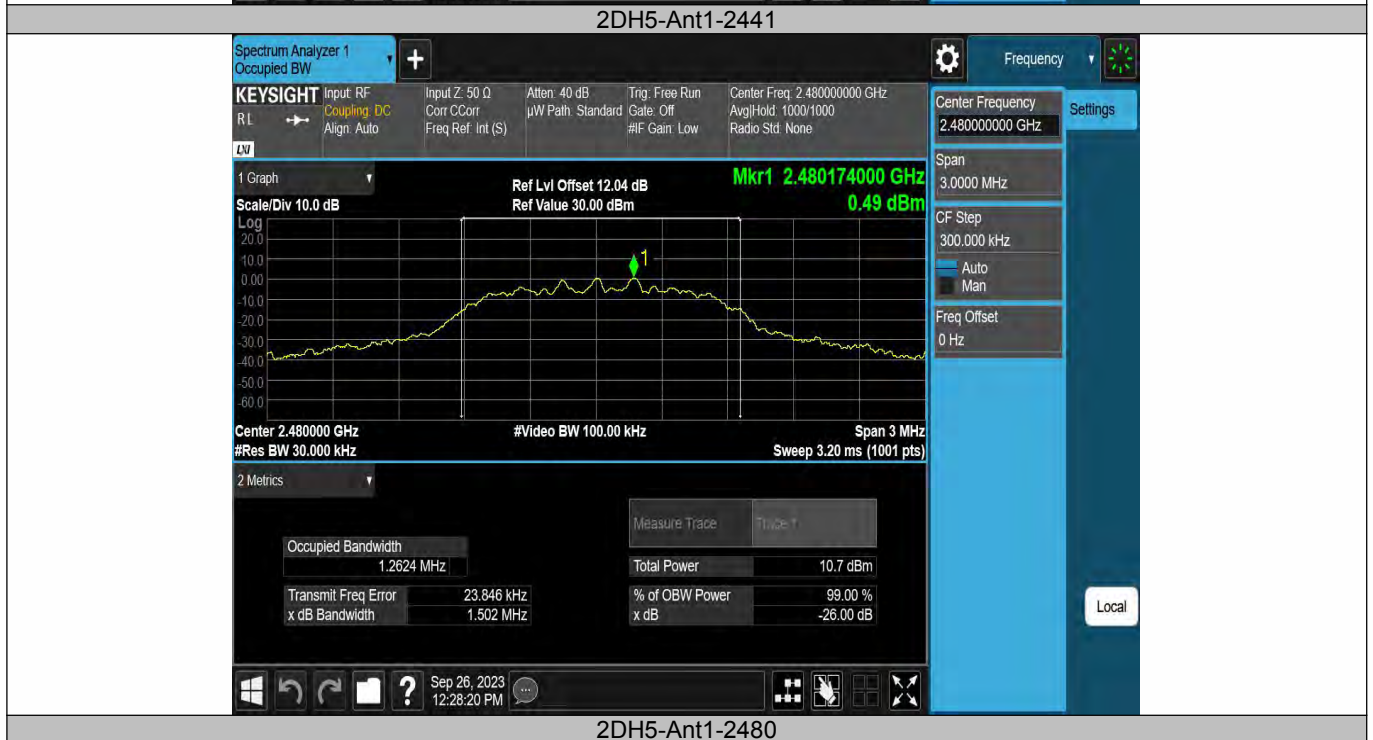 2DH5-Ant1-2441
Spectrum Analyzer 1
Occupied BW
+
Frequency
KEYSIGHT
R L
LXI
Input: RF
Coupling: DC
Align: Auto
Input Z: 50 Ω
Corr CCorr
Freq Ref: Int (S)
Atten: 40 dB
µW Path: Standard
Trig: Free Run
Gate: Off
#IF Gain: Low
Center Freq: 2.480000000 GHz
Avg|Hold: 1000/1000
Radio Std: None
Center Frequency
2.480000000 GHz
Settings
Span
3.0000 MHz
CF Step
300.000 kHz
Auto
Man
Freq Offset
0 Hz
1 Graph
Scale/Div 10.0 dB
Ref Lvl Offset 12.04 dB
Ref Value 30.00 dBm
Mkr1 2.480174000 GHz
0.49 dBm
Log
20.0
10.0
0.00
-10.0
-20.0
-30.0
-40.0
-50.0
-60.0
1
Center 2.480000 GHz
#Res BW 30.000 kHz
#Video BW 100.00 kHz
Span 3 MHz
Sweep 3.20 ms (1001 pts)
2 Metrics
Measure Trace Trace 1
Occupied Bandwidth
1.2624 MHz
Total Power 10.7 dBm
Transmit Freq Error 23.846 kHz
% of OBW Power 99.00 %
x dB Bandwidth 1.502 MHz
x dB -26.00 dB
Local
?
Sep 26, 2023
12:28:20 PM
2DH5-Ant1-2480